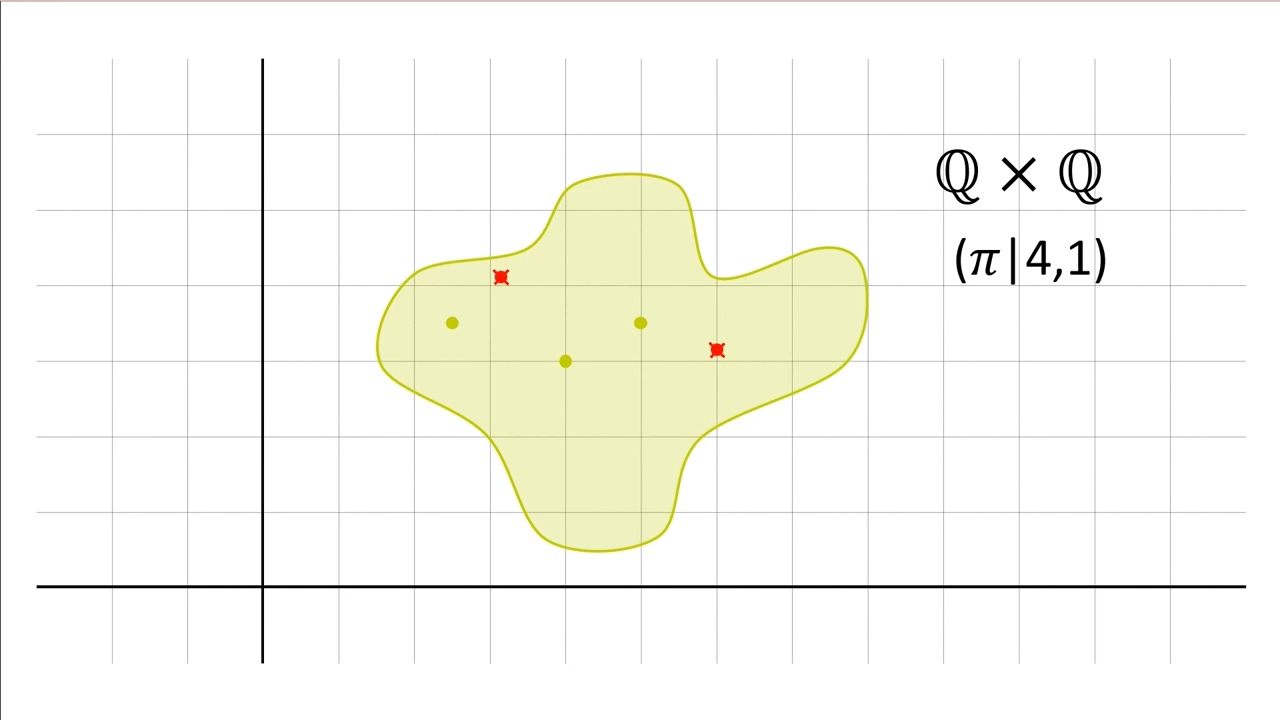 ℚ × ℚ
(π|4,1)